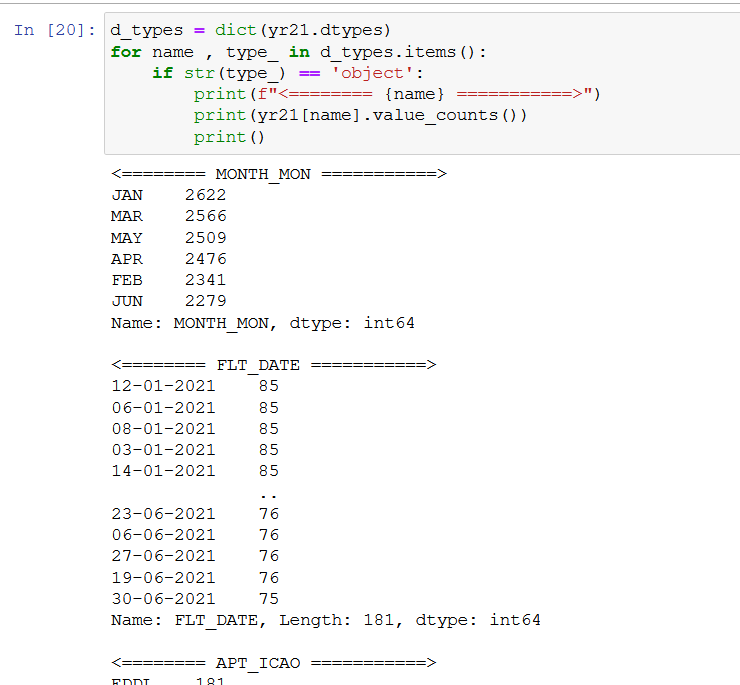 In [20]: d_types = dict(yr21.dtypes)
for name , type_ in d_types.items():
    if str(type_) == 'object':
        print(f"<======== {name} ===========>")
        print(yr21[name].value_counts())
        print()
<======== MONTH_MON ===========>
JAN    2622
MAR    2566
MAY    2509
APR    2476
FEB    2341
JUN    2279
Name: MONTH_MON, dtype: int64
<======== FLT_DATE ===========>
12-01-2021    85
06-01-2021    85
08-01-2021    85
03-01-2021    85
14-01-2021    85
..
23-06-2021    76
06-06-2021    76
27-06-2021    76
19-06-2021    76
30-06-2021    75
Name: FLT_DATE, Length: 181, dtype: int64
<======== APT_ICAO ===========>
181